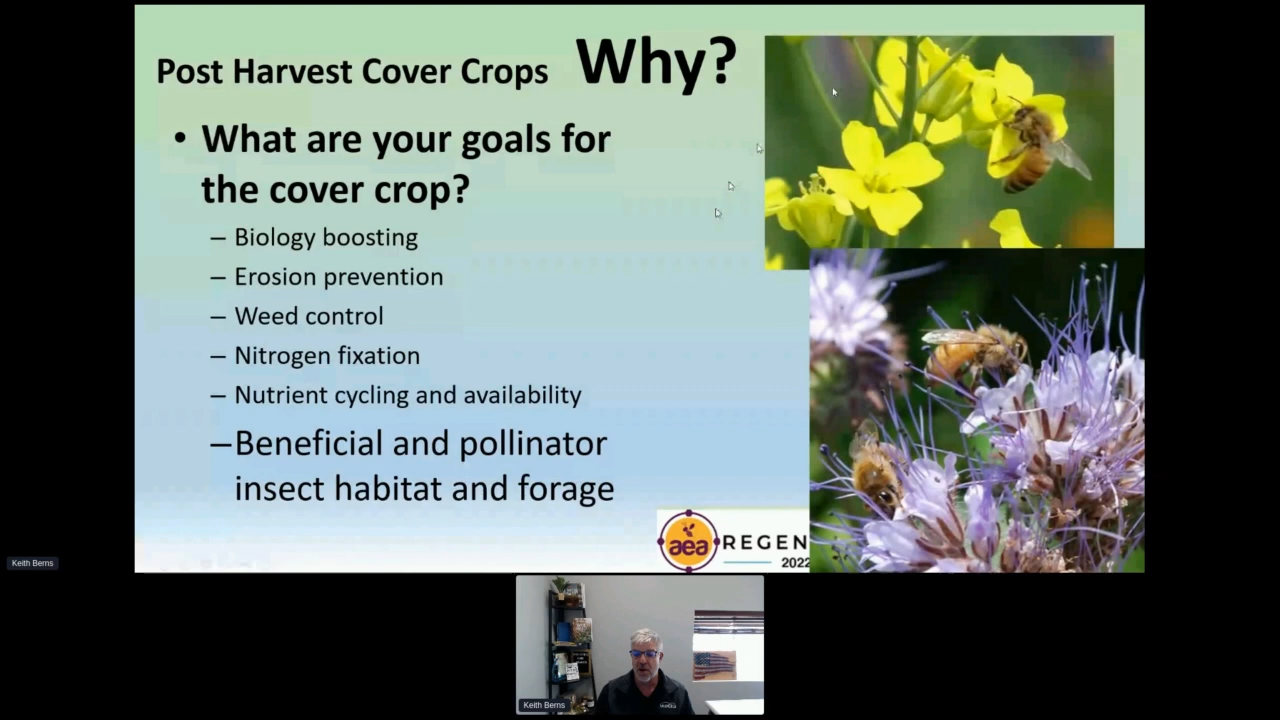 Post Harvest Cover Crops Why?
• What are your goals for
the cover crop?
– Biology boosting
– Erosion prevention
– Weed control
– Nitrogen fixation
– Nutrient cycling and availability
–Beneficial and pollinator
insect habitat and forage
aea REGEN
2022
Keith Berns
Keith Berns